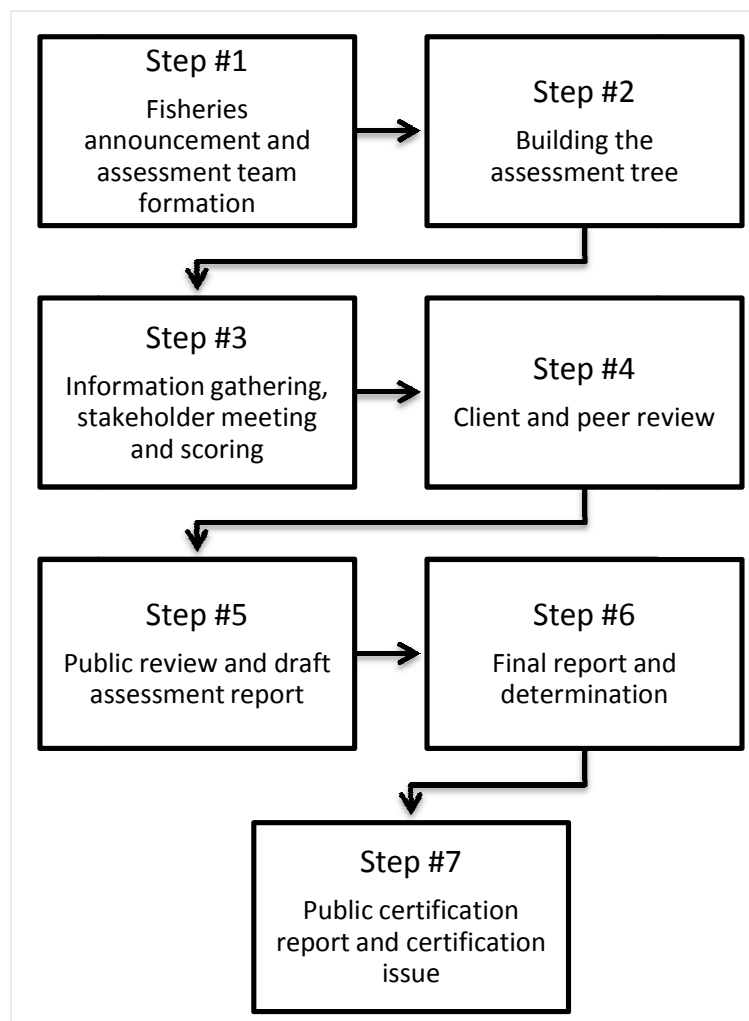 Step #1
Fisheries
announcement and
assessment team
formation
Step #2
Building the
assessment tree
Step #3
Information gathering,
stakeholder meeting
and scoring
Step #4
Client and peer review
Step #5
Public review and draft
assessment report
Step #6
Final report and
determination
Step #7
Public certification
report and certification
issue